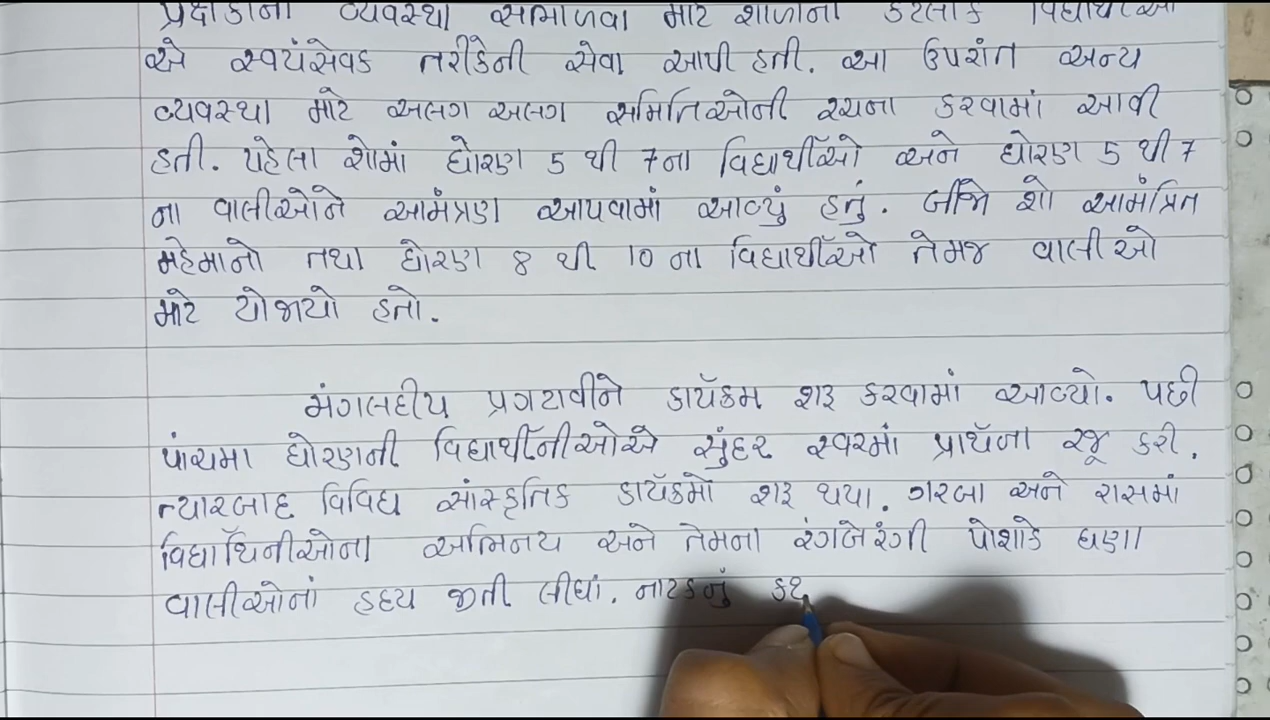 વ્યવસ્થા સંભાળવા માટે શાળાના કેટલાક
એ સ્વયંસેવક તરીકેની સેવા આપી હતી. આ ઉપરાંત અન્ય
વ્યવસ્થા માટે અલગ અલગ સમિતિઓની રચના કરવામાં આવી
હતી. પહેલા શોમાં ધોરણ 5 થી 7ના વિદ્યાર્થીઓ અને ધોરણ 5 થી 7
ના વાલીઓને આમંત્રણ આપવામાં આવ્યું હતું. બીજો શો આમંત્રિત
મહેમાનો તથા ધોરણ 8 થી 10 ના વિદ્યાર્થીઓ તેમજ વાલીઓ
માટે યોજાયો હતો.
મંગલદીપ પ્રગટાવીને કાર્યક્રમ શરૂ કરવામાં આવ્યો. પછી
પાંચમા ધોરણની વિદ્યાર્થીનીઓએ સુંદર સ્વરમાં પ્રાર્થના રજૂ કરી.
ત્યારબાદ વિવિધ સાંસ્કૃતિક કાર્યક્રમો શરૂ થયા. ગરબા અને રાસમાં
વિદ્યાર્થિનીઓના અભિનય અને તેમના રંગબેરંગી પોશાકે ઘણા
વાલીઓનાં હૃદય જીતી લીધાં. નાટકનું